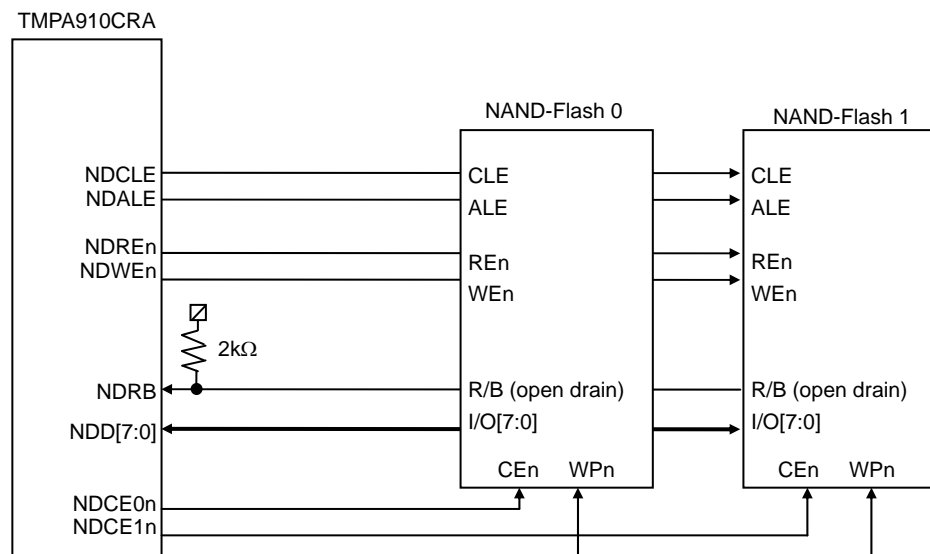 TMPA910CRA
NAND-Flash 0
NAND-Flash 1
NDCLE
CLE
CLE
NDALE
ALE
ALE
NDREn
REn
REn
NDWEn
WEn
WEn
2kΩ
NDRB
R/B (open drain)
R/B (open drain)
NDD[7:0]
I/O[7:0]
I/O[7:0]
CEn
WPn
CEn
WPn
NDCE0n
NDCE1n